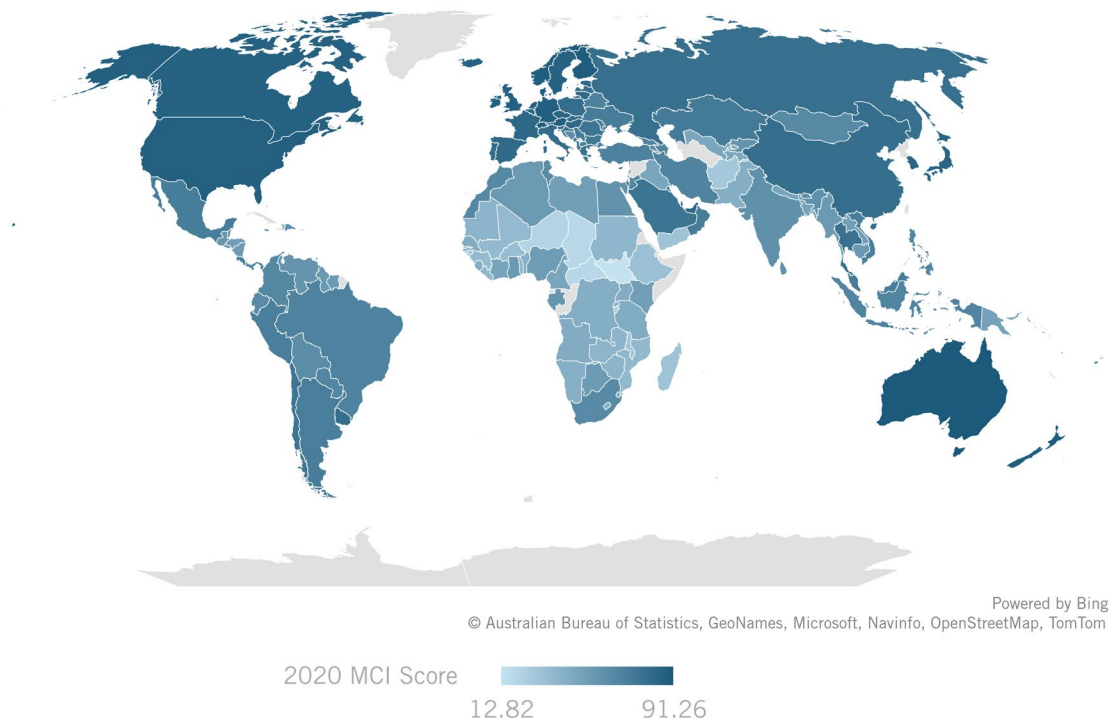 Powered by Bing
© Australian Bureau of Statistics, GeoNames, Microsoft, Navinfo, OpenStreetMap, TomTom
2020 MCI Score
12.82 91.26